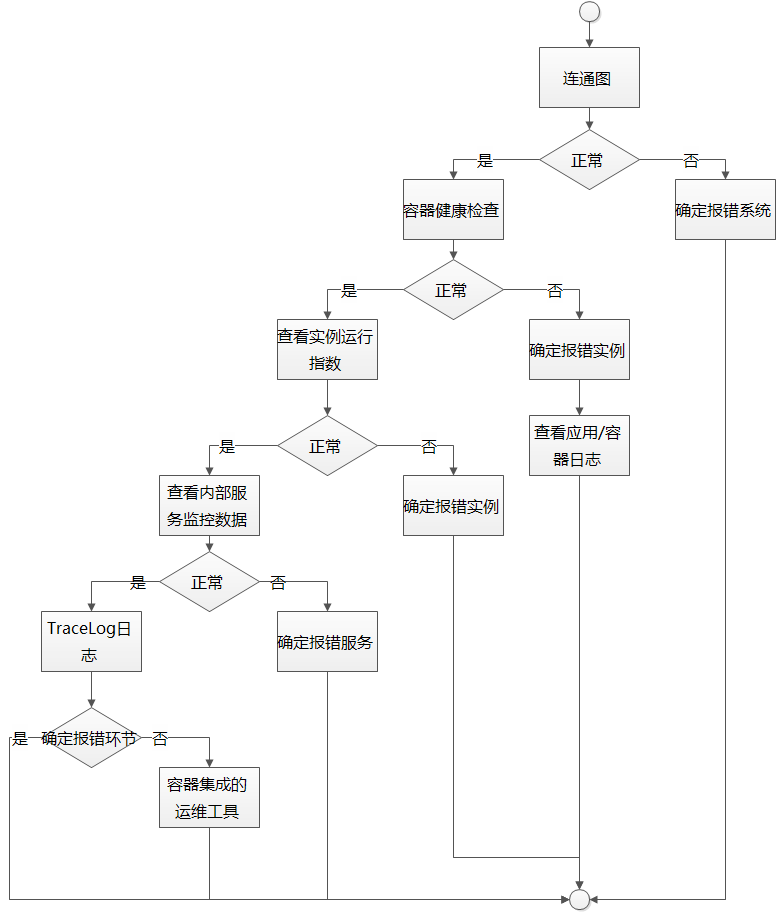 连通图
正常
是
否
容器健康检查
确定报错系统
正常
是
否
查看实例运行
指数
确定报错实例
正常
是
否
查看应用/容
器日志
查看内部服
务监控数据
确定报错实例
正常
是
否
TraceLog日
志
确定报错服务
确定报错环节
是
否
容器集成的
运维工具